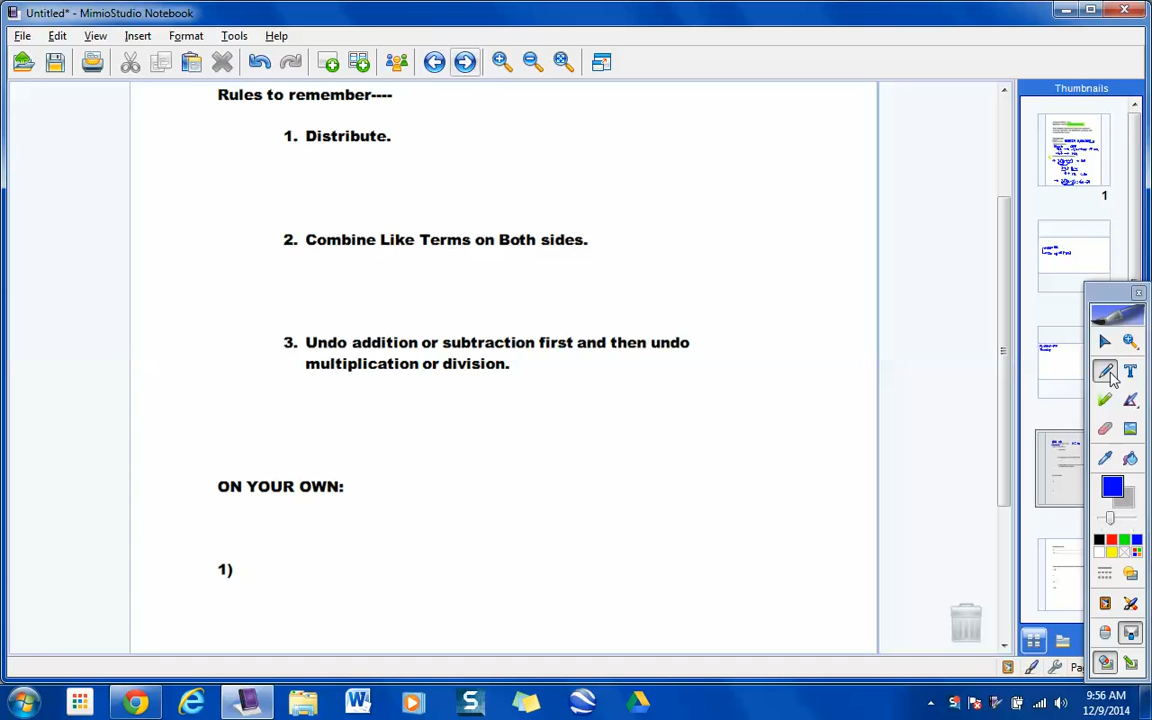 Untitled* - MimioStudio Notebook
File Edit View Insert Format Tools Help
Rules to remember----
1. Distribute.
2. Combine Like Terms on Both sides.
3. Undo addition or subtraction first and then undo
multiplication or division.
ON YOUR OWN:
1)
Thumbnails
1
Pa
9:56 AM
12/9/2014